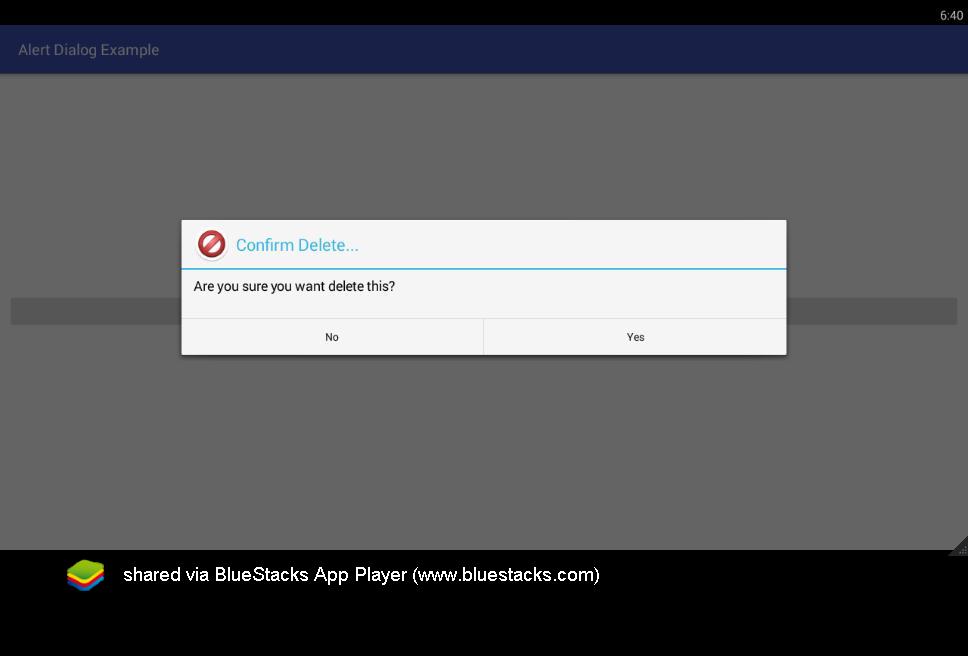 6:40
Alert Dialog Example
Confirm Delete...
Are you sure you want delete this?
No
Yes
shared via BlueStacks App Player (www.bluestacks.com)